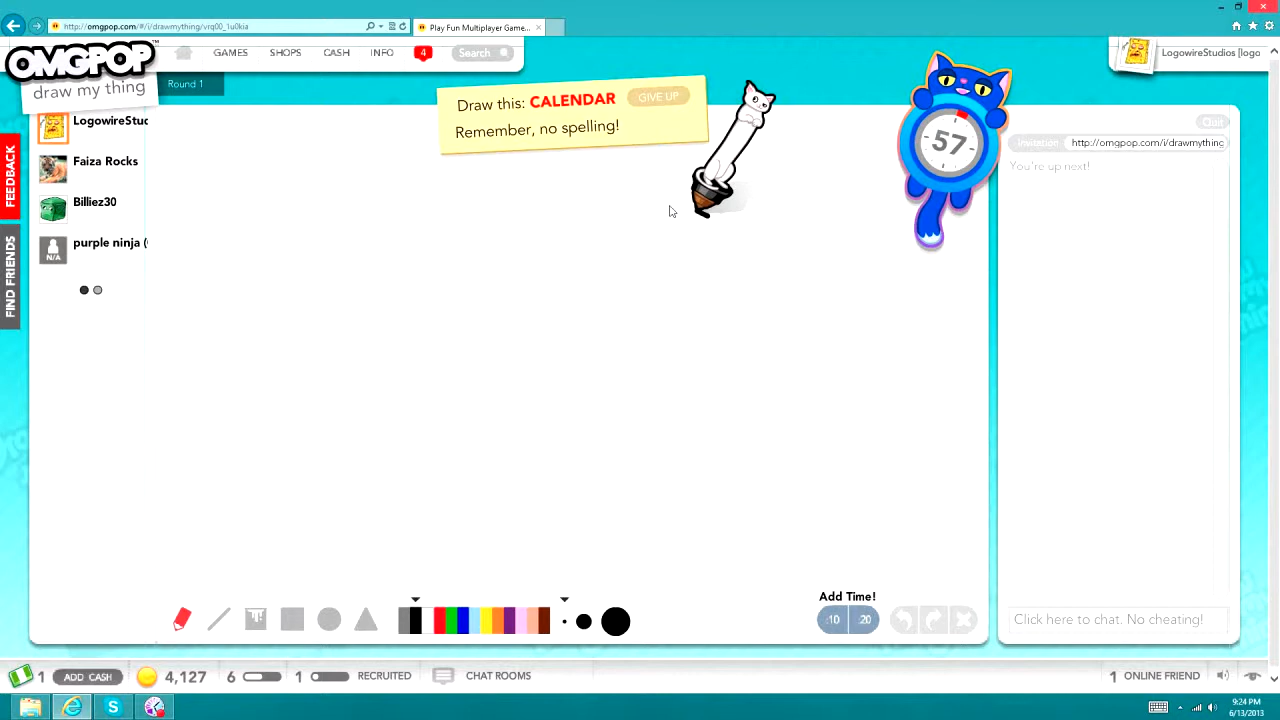 http://omgpop.com/#/i/drawmything/vrq00_1u0kia
Play Fun Multiplayer Game...
OMGPOP
draw my thing
GAMES
SHOPS
CASH
INFO
4
Search
LogowireStudios [logo
Round 1
Draw this: CALENDAR
GIVE UP
Remember, no spelling!
57
Quit
Invitation
http://omgpop.com/i/drawmything
You're up next!
FEEDBACK
FIND FRIENDS
LogowireStuc
Faiza Rocks
Billiez30
purple ninja (
N/A
Add Time!
:10
:20
Click here to chat. No cheating!
1
ADD CASH
4,127
6
1
RECRUITED
CHAT ROOMS
1 ONLINE FRIEND
9:24 PM
6/13/2013